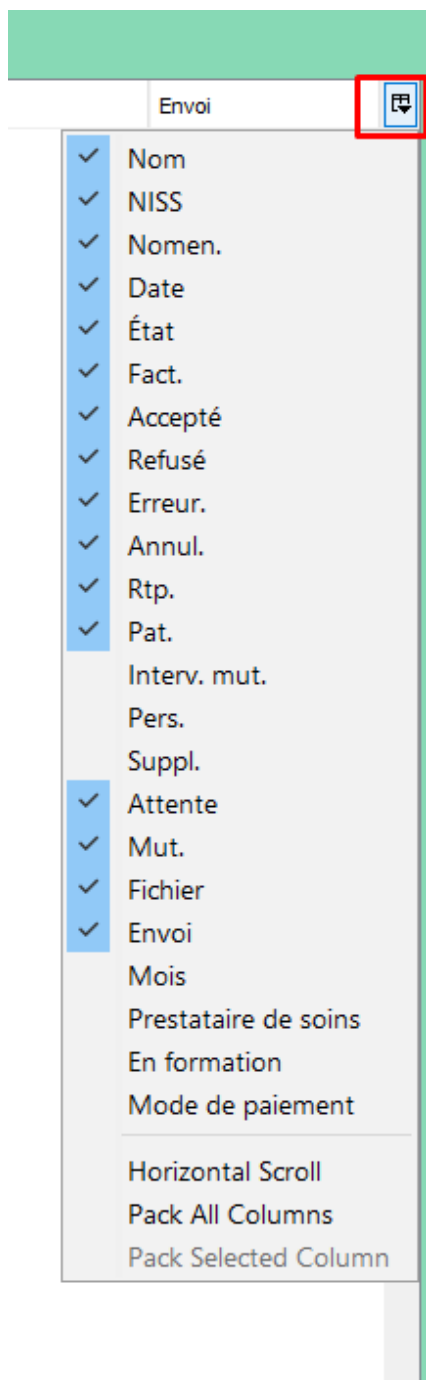 Envoi
Nom
NISS
Nomen.
Date
État
Fact.
Accepté
Refusé
Erreur.
Annul.
Rtp.
Pat.
Interv. mut.
Pers.
Suppl.
Attente
Mut.
Fichier
Envoi
Mois
Prestataire de soins
En formation
Mode de paiement
Horizontal Scroll
Pack All Columns
Pack Selected Column